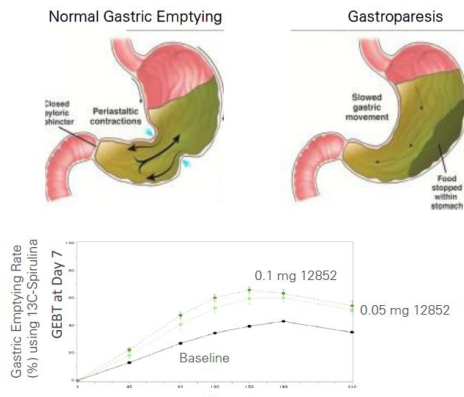 Normal Gastric Emptying
Gastroparesis
Closed
pyloric
sphincter
Periastaltic
contractions
Slowed
gastric
movement
Food
stopped
within
stomach
Gastric Emptying Rate
(%) using 13C-Spirulina
GEBT at Day 7
0.1 mg 12852
0.05 mg 12852
Baseline